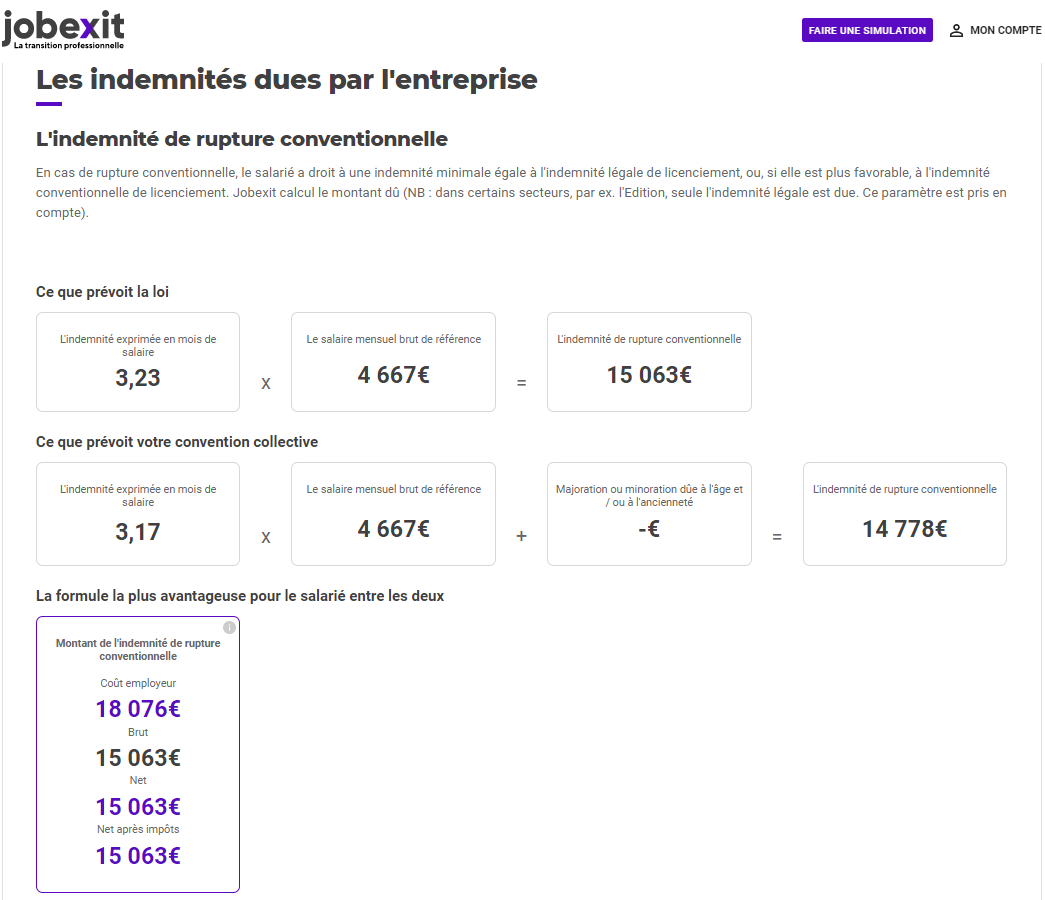 jobexit
La transition professionnelle
FAIRE UNE SIMULATION
MON COMPTE
Les indemnités dues par l'entreprise
L'indemnité de rupture conventionnelle
En cas de rupture conventionnelle, le salarié a droit à une indemnité minimale égale à l'indemnité légale de licenciement, ou, si elle est plus favorable, à l'indemnité
conventionnelle de licenciement. Jobexit calcul le montant dû (NB : dans certains secteurs, par ex. l'Edition, seule l'indemnité légale est due. Ce paramètre est pris en
compte).
Ce que prévoit la loi
L'indemnité exprimée en mois de
salaire
3,23
x
Le salaire mensuel brut de référence
4 667€
=
L'indemnité de rupture conventionnelle
15 063€
Ce que prévoit votre convention collective
L'indemnité exprimée en mois de
salaire
3,17
x
Le salaire mensuel brut de référence
4 667€
+
Majoration ou minoration dûe à l'âge et
/ ou à l'ancienneté
-€
=
L'indemnité de rupture conventionnelle
14 778€
La formule la plus avantageuse pour le salarié entre les deux
i
Montant de l'indemnité de rupture
conventionnelle
Coût employeur
18 076€
Brut
15 063€
Net
15 063€
Net après impôts
15 063€